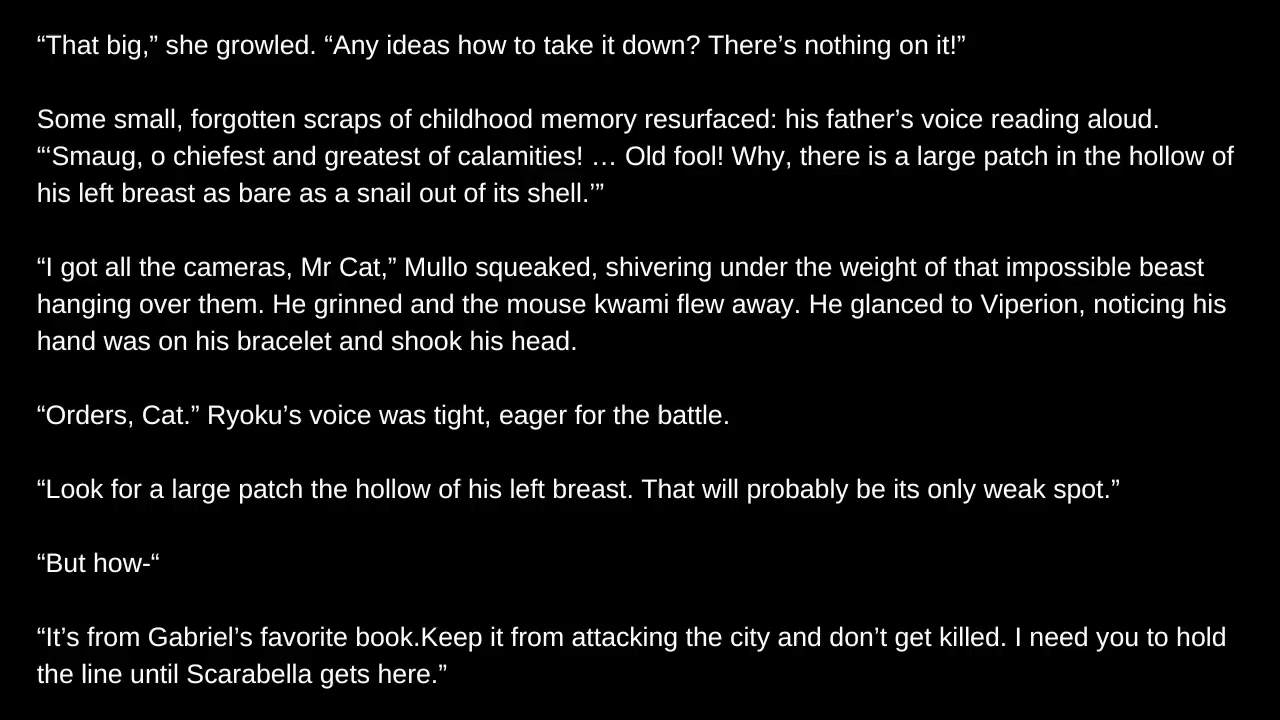 “That big,” she growled. “Any ideas how to take it down? There’s nothing on it!”
Some small, forgotten scraps of childhood memory resurfaced: his father’s voice reading aloud.
“‘Smaug, o chiefest and greatest of calamities! … Old fool! Why, there is a large patch in the hollow of
his left breast as bare as a snail out of its shell.’”
“I got all the cameras, Mr Cat,” Mullo squeaked, shivering under the weight of that impossible beast
hanging over them. He grinned and the mouse kwami flew away. He glanced to Viperion, noticing his
hand was on his bracelet and shook his head.
“Orders, Cat.” Ryoku’s voice was tight, eager for the battle.
“Look for a large patch the hollow of his left breast. That will probably be its only weak spot.”
“But how-“
“It’s from Gabriel’s favorite book.Keep it from attacking the city and don’t get killed. I need you to hold
the line until Scarabella gets here.”